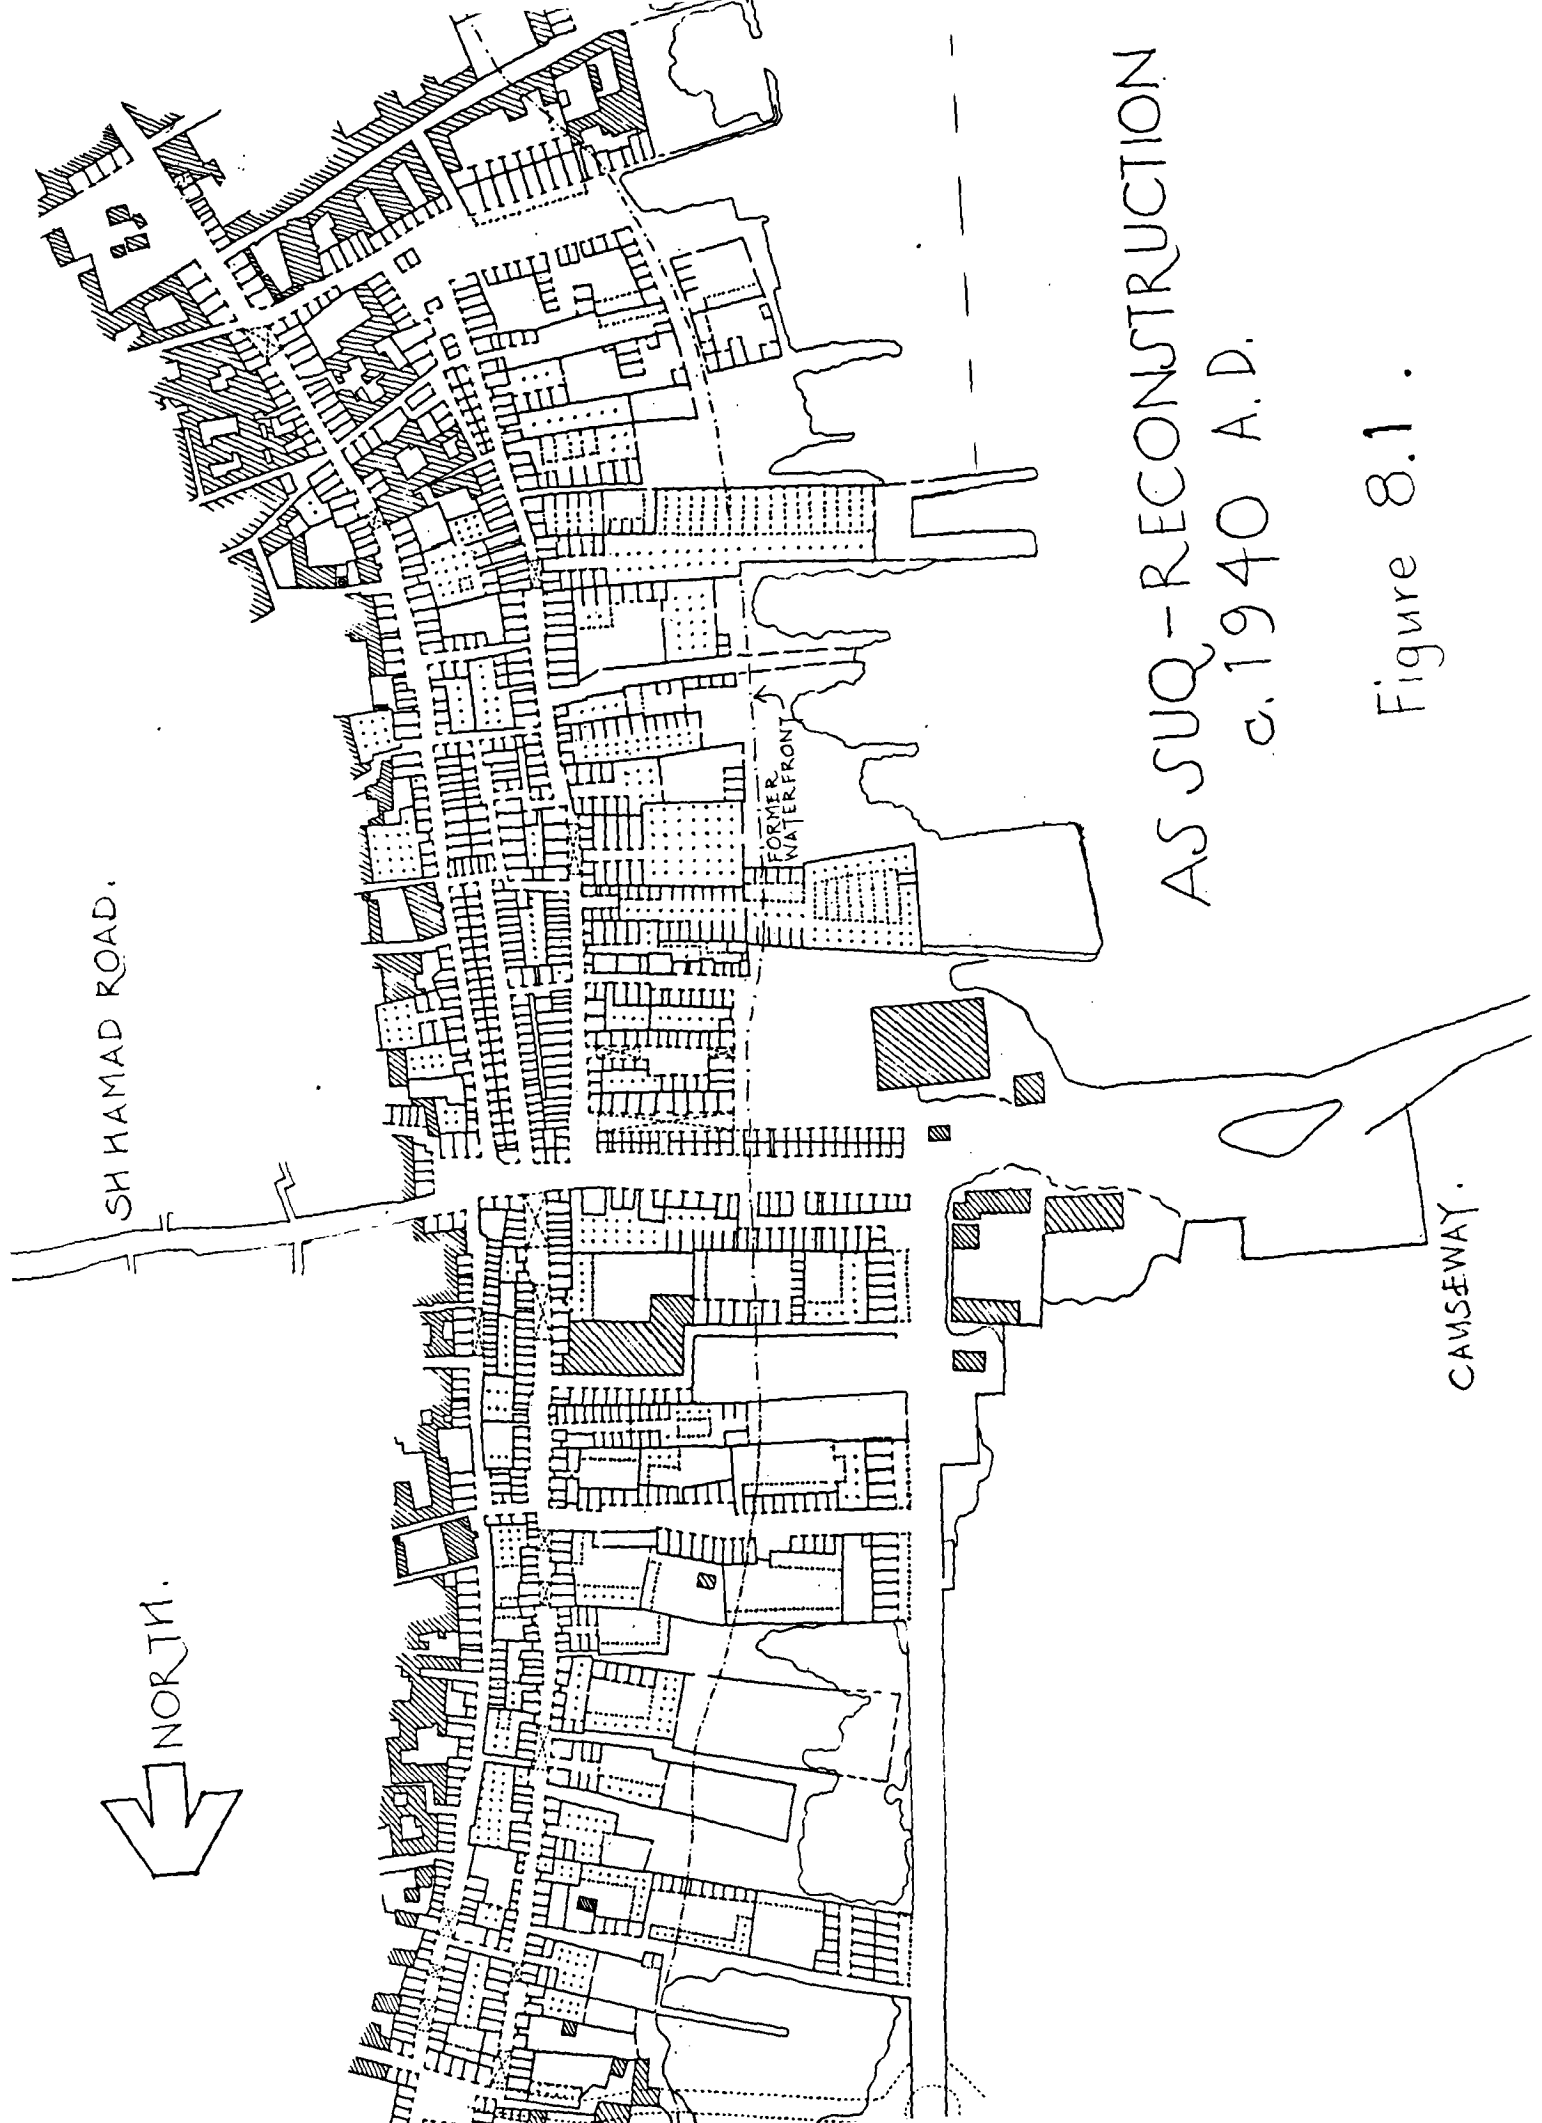 SH HAMAD ROAD.
NORTH.
FORMER
WATERFRONT
CAUSEWAY.
AS SUQ-RECONSTRUCTION
c.1940 A.D.
Figure 8.1.